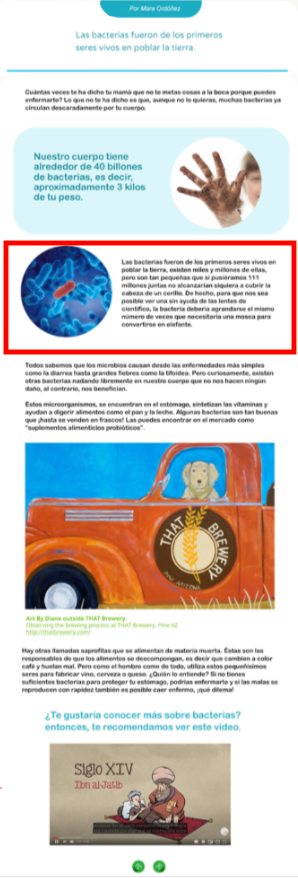 Por Mara Ordóñez
Las bacterias fueron de los primeros
seres vivos en poblar la tierra.
Cuántas veces te ha dicho tu mamá que no te metas cosas a la boca porque puedes
enfermarte? Lo que no te ha dicho es que, aunque no lo quieras, muchas bacterias ya
circulan descaradamente por tu cuerpo.
Nuestro cuerpo tiene
alrededor de 40 billones
de bacterias, es decir,
aproximadamente 3 kilos
de tu peso.
Las bacterias fueron de los primeros seres vivos en
poblar la tierra, existen miles y millones de ellas,
pero son tan pequeñas que si pusiéramos 111
millones juntas no alcanzarían siquiera a cubrir la
cabeza de un cerillo. De hecho, para que nos sea
posible ver una sin ayuda de las lentes de
científico, la bacteria debería agrandarse el mismo
número de veces que necesitaría una mosca para
convertirse en elefante.
Todos sabemos que los microbios causan desde las enfermedades más simples
como la diarrea hasta grandes fiebres como la tifoidea. Pero curiosamente, existen
otras bacterias nadando libremente en nuestro cuerpo que no nos hacen ningún
daño, al contrario, nos benefician.
Estos microorganismos, se encuentran en el estómago, sintetizan las vitaminas y
ayudan a digerir alimentos como el pan y la leche. Algunas bacterias son tan buenas
que ¡hasta se venden en frascos! Las puedes encontrar en el mercado como
"suplementos alimenticios probióticos".
THAT
BREWERY
PINE ARIZONA
Art By Diane outside THAT Brewery
Observing the brewing process at THAT Brewery, Pine AZ
http://thatbrewery.com/
Hay otras llamadas saprofitas que se alimentan de materia muerta. Éstas son las
responsables de que los alimentos se descompongan, es decir que cambien a color
café y huelan mal. Pero como el hombre come de todo, utiliza estos pequeñísimos
seres para fabricar vino, cerveza o queso. ¿Quién lo entiende? Si no tienes
suficientes bacterias para proteger tu estómago, podrías enfermarte y si las malas se
reproducen con rapidez también es posible caer enfermo, ¡qué dilema!
¿Te gustaría conocer más sobre bacterias?
entonces, te recomendamos ver este video.
Siglo XIV
Ibn al-Jatib